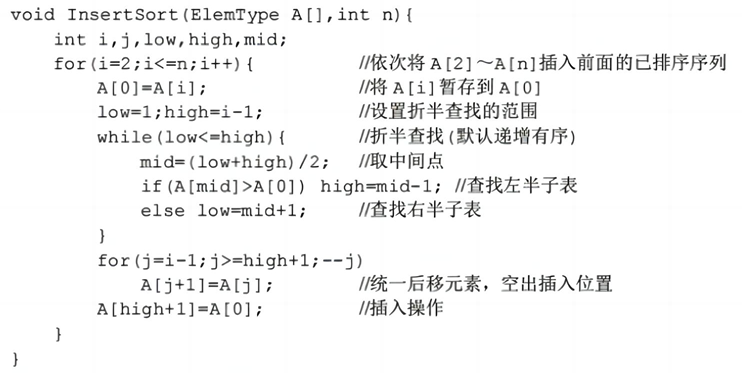 void InsertSort(ElemType A[],int n){
    int i,j,low,high,mid;
    for(i=2;i<=n;i++){          //依次将A[2]～A[n]插入前面的已排序序列
        A[0]=A[i];              //将A[i]暂存到A[0]
        low=1;high=i-1;         //设置折半查找的范围
        while(low<=high){       //折半查找(默认递增有序)
            mid=(low+high)/2;   //取中间点
            if(A[mid]>A[0]) high=mid-1; //查找左半子表
            else low=mid+1;     //查找右半子表
        }
        for(j=i-1;j>=high+1;--j)
            A[j+1]=A[j];        //统一后移元素，空出插入位置
        A[high+1]=A[0];         //插入操作
    }
}